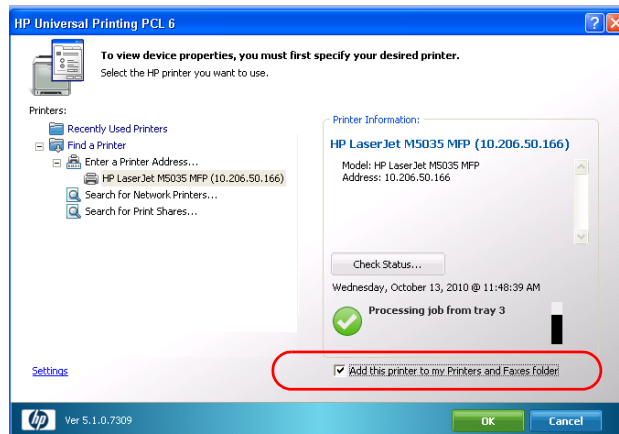 HP Universal Printing PCL 6
To view device properties, you must first specify your desired printer.
Select the HP printer you want to use.
Printers:
Recently Used Printers
Find a Printer
Enter a Printer Address...
HP LaserJet M5035 MFP (10.206.50.166)
Search for Network Printers...
Search for Print Shares...
Printer Information:
HP LaserJet M5035 MFP (10.206.50.166)
Model: HP LaserJet M5035 MFP
Address: 10.206.50.166
Check Status...
Wednesday, October 13, 2010 @ 11:48:39 AM
Processing job from tray 3
Settings
Add this printer to my Printers and Faxes folder
hp
Ver 5.1.0.7309
OK
Cancel